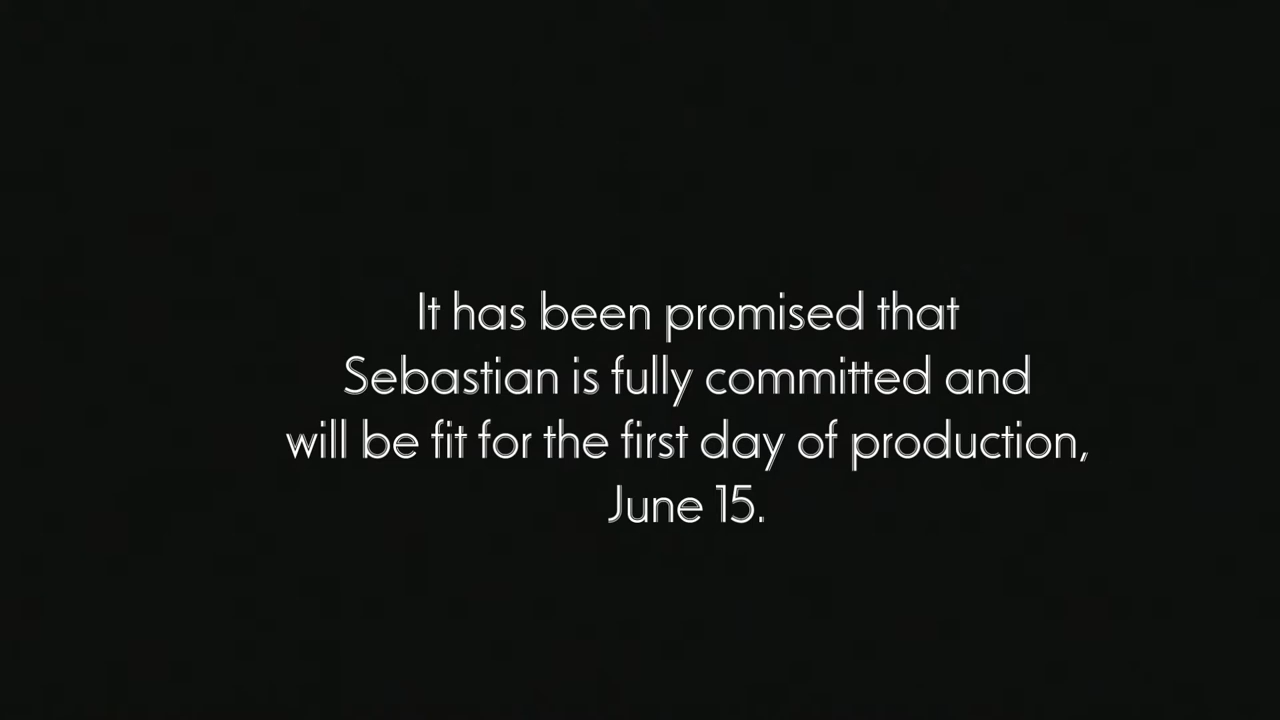 It has been promised that
Sebastian is fully committed and
will be fit for the first day of production,
June 15.